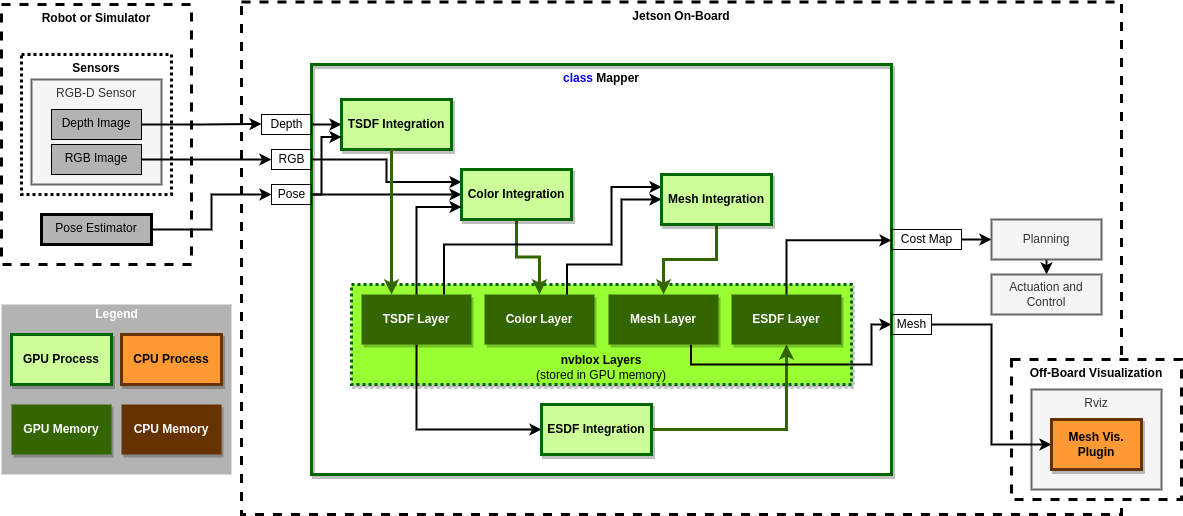 Robot or Simulator
Sensors
RGB-D Sensor
Depth Image
RGB Image
Pose Estimator
Legend
GPU Process
CPU Process
GPU Memory
CPU Memory
Jetson On-Board
class Mapper
Depth
RGB
Pose
TSDF Integration
Color Integration
Mesh Integration
TSDF Layer
Color Layer
Mesh Layer
ESDF Layer
nvblox Layers
(stored in GPU memory)
ESDF Integration
Cost Map
Mesh
Planning
Actuation and
Control
Off-Board Visualization
Rviz
Mesh Vis.
Plugin